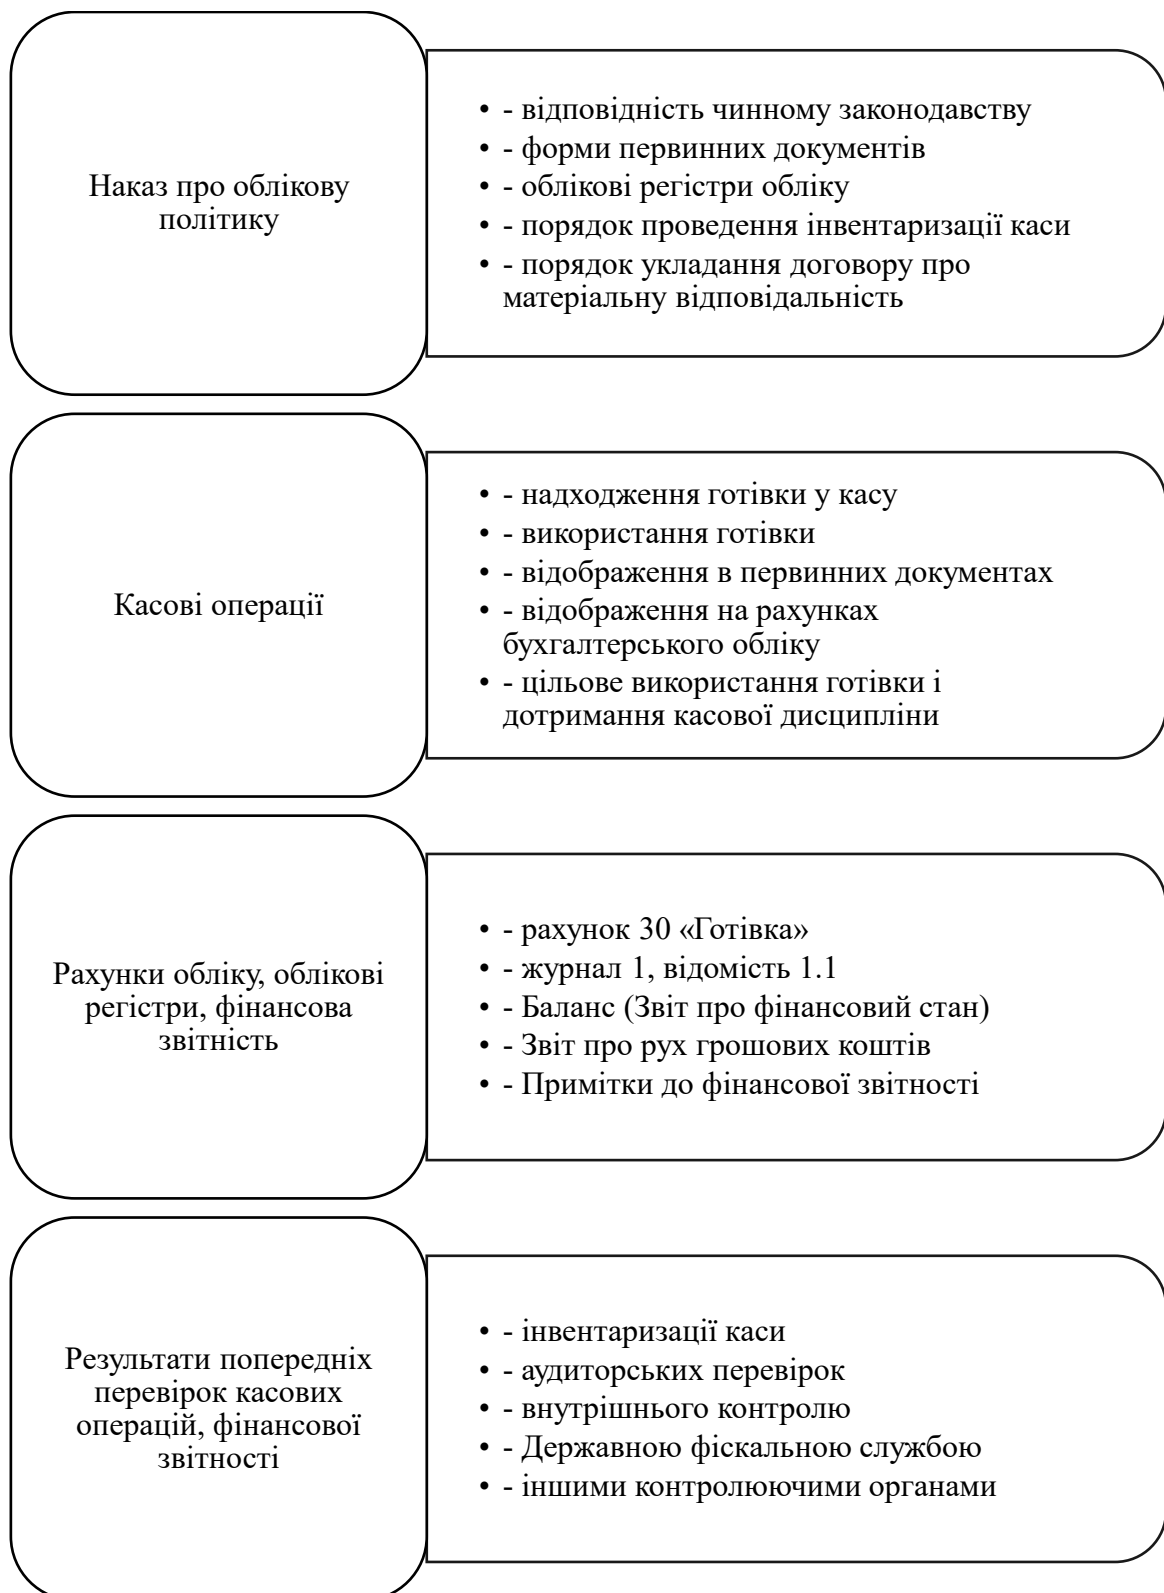 Наказ про облікову
політику
• - відповідність чинному законодавству
• - форми первинних документів
• - облікові регістри обліку
• - порядок проведення інвентаризації каси
• - порядок укладання договору про
матеріальну відповідальність
Касові операції
• - надходження готівки у касу
• - використання готівки
• - відображення в первинних документах
• - відображення на рахунках
бухгалтерського обліку
• - цільове використання готівки і
дотримання касової дисципліни
Рахунки обліку, облікові
регістри, фінансова
звітність
• - рахунок 30 «Готівка»
• - журнал 1, відомість 1.1
• - Баланс (Звіт про фінансовий стан)
• - Звіт про рух грошових коштів
• - Примітки до фінансової звітності
Результати попередніх
перевірок касових
операцій, фінансової
звітності
• - інвентаризації каси
• - аудиторських перевірок
• - внутрішнього контролю
• - Державною фіскальною службою
• - іншими контролюючими органами